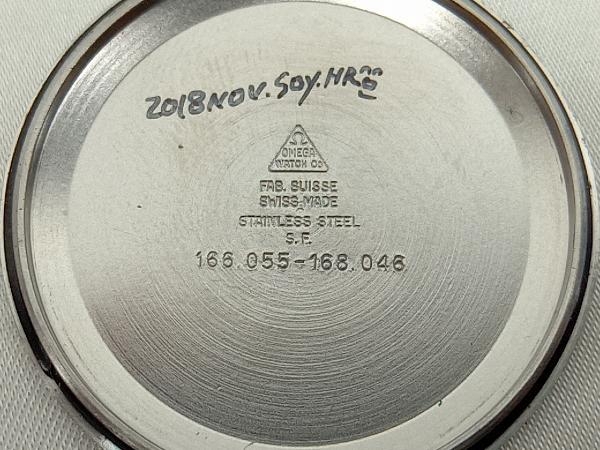 2018NOV.SOY.HR
Ω
OMEGA
WATCH Co
FAB. SUISSE
SWISS MADE
STAINLESS STEEL
S.F.
166.055-168.046